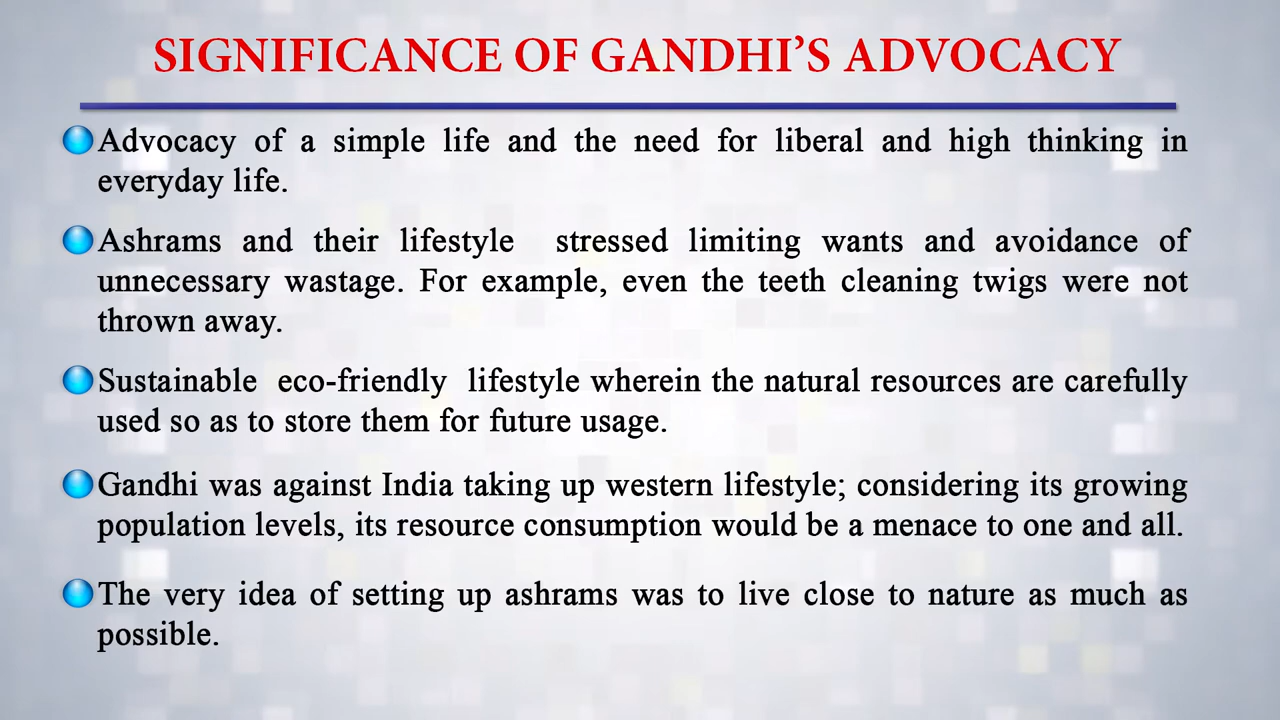 SIGNIFICANCE OF GANDHI’S ADVOCACY
Advocacy of a simple life and the need for liberal and high thinking in
everyday life.
Ashrams and their lifestyle stressed limiting wants and avoidance of
unnecessary wastage. For example, even the teeth cleaning twigs were not
thrown away.
Sustainable eco-friendly lifestyle wherein the natural resources are carefully
used so as to store them for future usage.
Gandhi was against India taking up western lifestyle; considering its growing
population levels, its resource consumption would be a menace to one and all.
The very idea of setting up ashrams was to live close to nature as much as
possible.